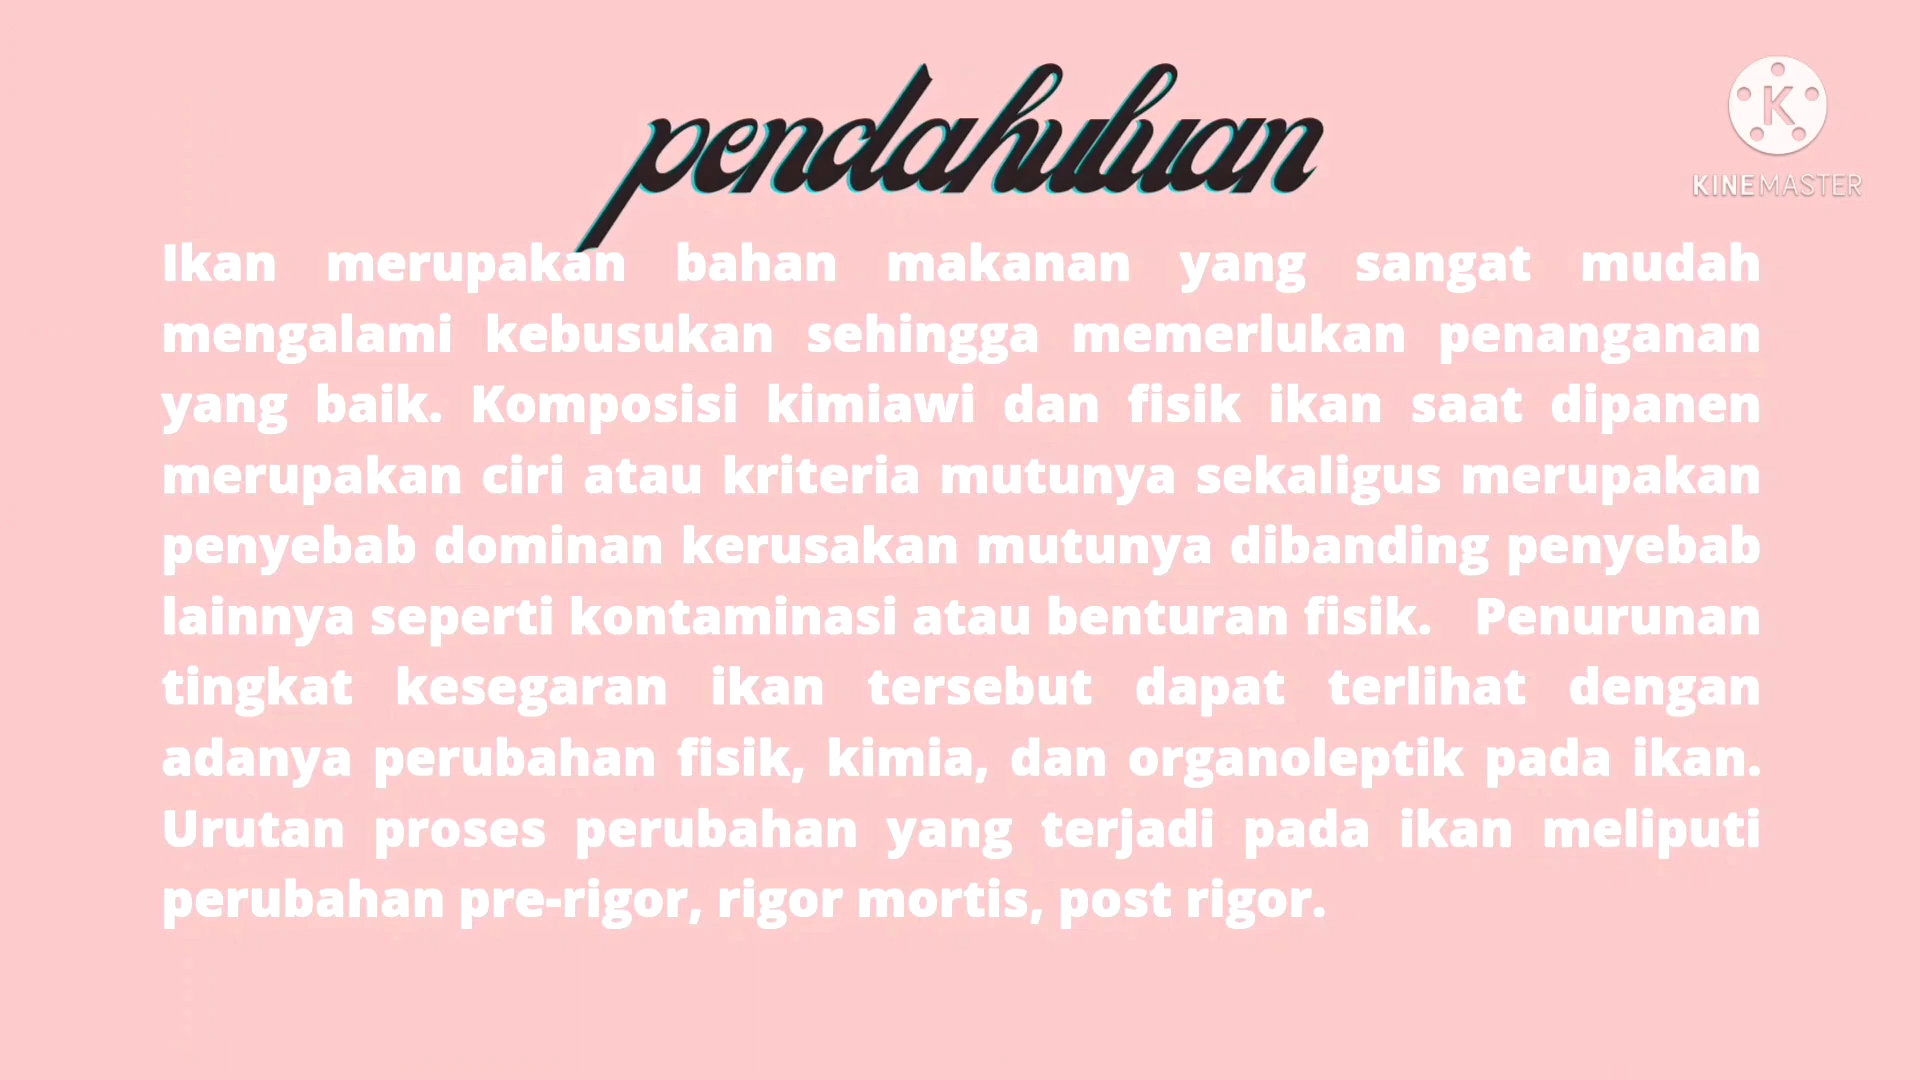 pendahuluan
K
KINEMASTER
Ikan merupakan bahan makanan yang sangat mudah
mengalami kebusukan sehingga memerlukan penanganan
yang baik. Komposisi kimiawi dan fisik ikan saat dipanen
merupakan ciri atau kriteria mutunya sekaligus merupakan
penyebab dominan kerusakan mutunya dibanding penyebab
lainnya seperti kontaminasi atau benturan fisik. Penurunan
tingkat kesegaran ikan tersebut dapat terlihat dengan
adanya perubahan fisik, kimia, dan organoleptik pada ikan.
Urutan proses perubahan yang terjadi pada ikan meliputi
perubahan pre-rigor, rigor mortis, post rigor.